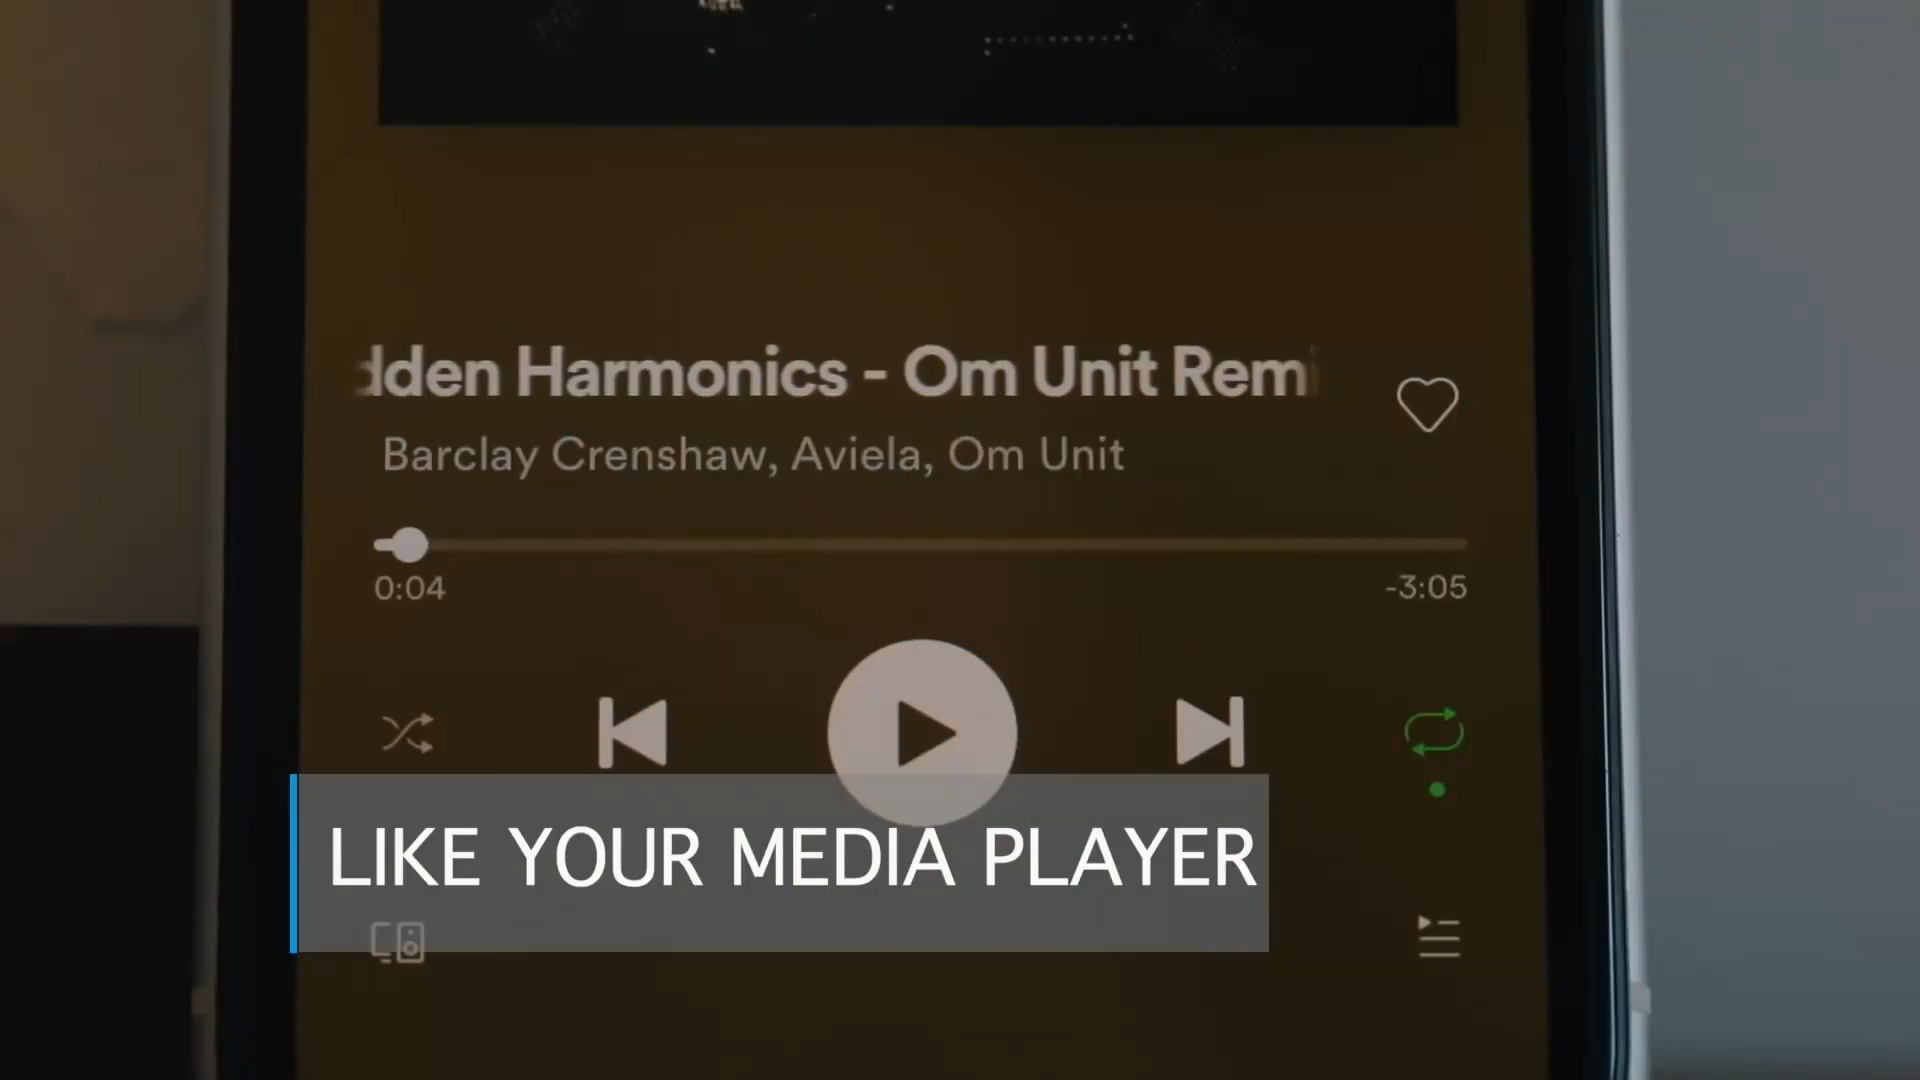 dden Harmonics - Om Unit Remi
Barclay Crenshaw, Aviela, Om Unit
0:04
-3:05
LIKE YOUR MEDIA PLAYER